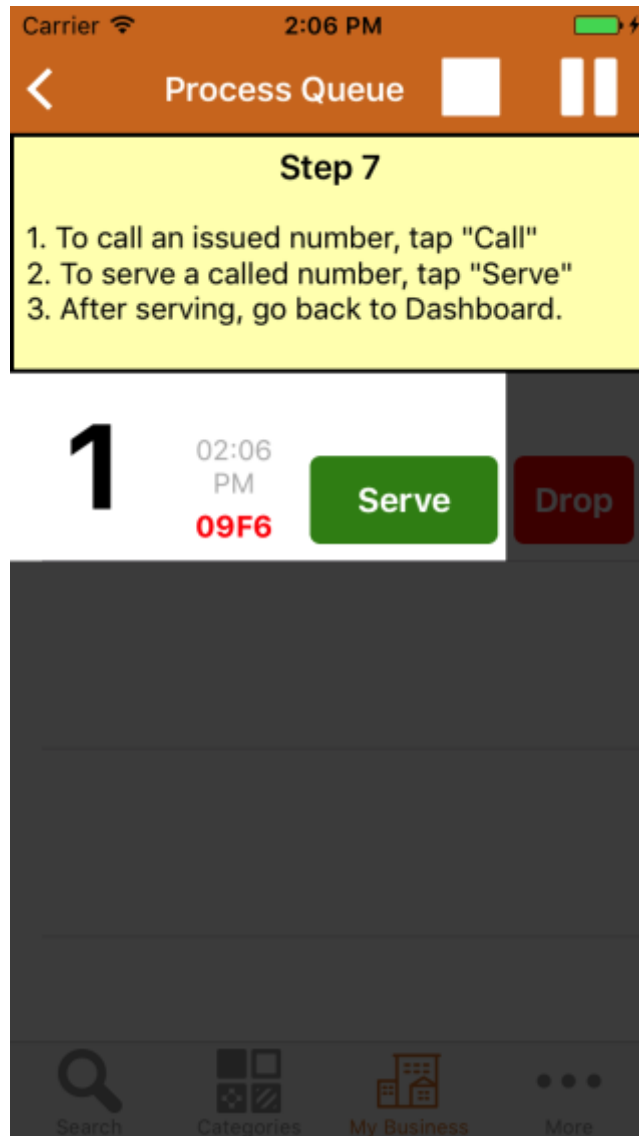 Carrier 2:06 PM
Process Queue
Step 7
1. To call an issued number, tap "Call"
2. To serve a called number, tap "Serve"
3. After serving, go back to Dashboard.
1
02:06
PM
09F6
Serve
Drop
Search Categories My Business More